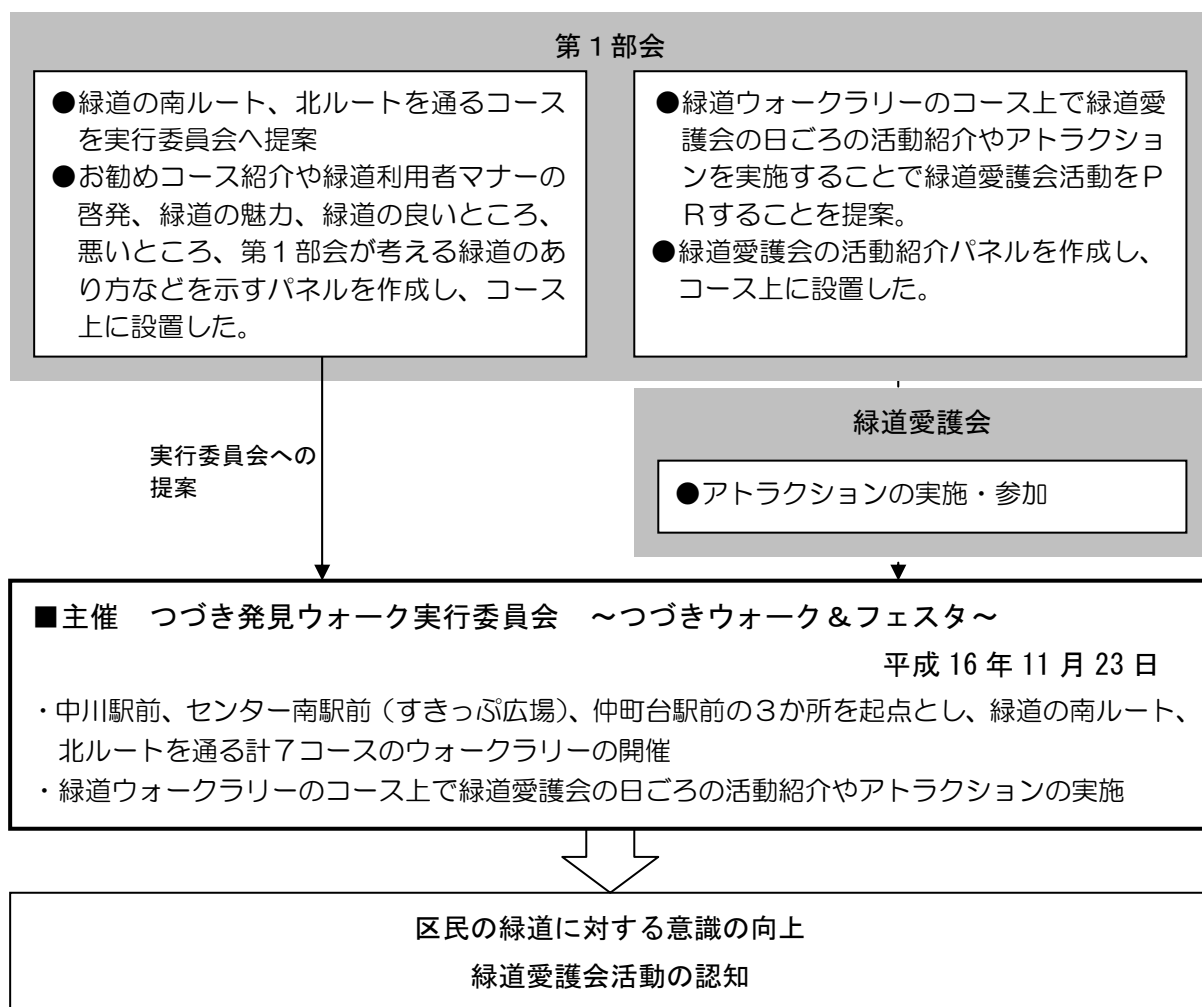 第1部会
●緑道の南ルート、北ルートを通るコース
を実行委員会へ提案
●お勧めコース紹介や緑道利用者マナーの
啓発、緑道の魅力、緑道の良いところ、
悪いところ、第1部会が考える緑道のあ
り方などを示すパネルを作成し、コース
上に設置した。
●緑道ウォークラリーのコース上で緑道愛
護会の日ごろの活動紹介やアトラクショ
ンを実施することで緑道愛護会活動をP
Rすることを提案。
●緑道愛護会の活動紹介パネルを作成し、
コース上に設置した。
緑道愛護会
●アトラクションの実施・参加
実行委員会への
提案
■主催 つづき発見ウォーク実行委員会 ~つづきウォーク&フェスタ~
平成16年11月23日
・中川駅前、センター南駅前(すきっぷ広場)、仲町台駅前の3か所を起点とし、緑道の南ルート、
北ルートを通る計7コースのウォークラリーの開催
・緑道ウォークラリーのコース上で緑道愛護会の日ごろの活動紹介やアトラクションの実施
区民の緑道に対する意識の向上
緑道愛護会活動の認知